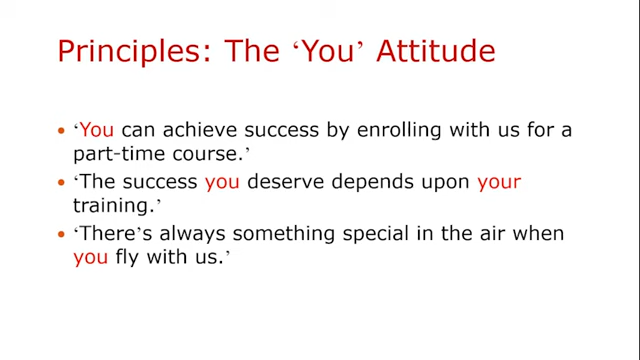 Principles: The ‘You’ Attitude
• ‘You can achieve success by enrolling with us for a
part-time course.’
• ‘The success you deserve depends upon your
training.’
• ‘There’s always something special in the air when
you fly with us.’